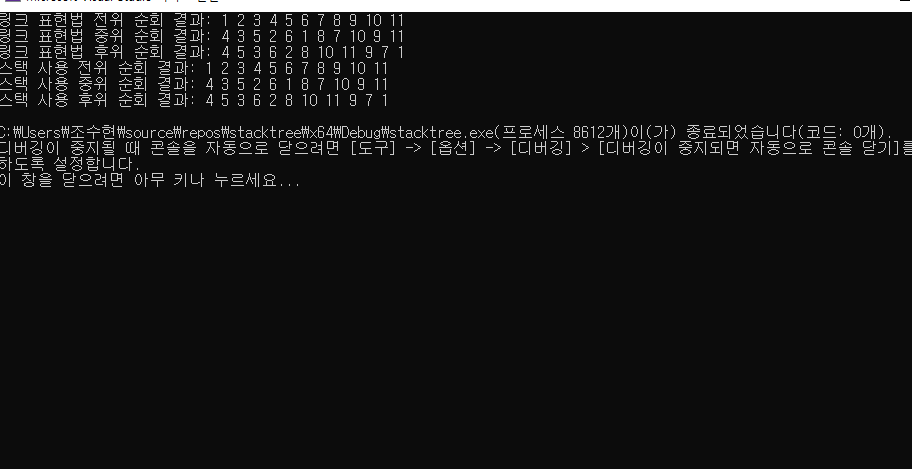 링크 표현법 전위 순회 결과: 1 2 3 4 5 6 7 8 9 10 11
링크 표현법 중위 순회 결과: 4 3 5 2 6 1 8 7 10 9 11
링크 표현법 후위 순회 결과: 4 5 3 6 2 8 10 11 9 7 1
스택 사용 전위 순회 결과: 1 2 3 4 5 6 7 8 9 10 11
스택 사용 중위 순회 결과: 4 3 5 2 6 1 8 7 10 9 11
스택 사용 후위 순회 결과: 4 5 3 6 2 8 10 11 9 7 1
C:₩Users₩조수현₩source₩repos₩stacktree₩x64₩Debug₩stacktree.exe(프로세스 8612개)이(가) 종료되었습니다(코드: 0개).
디버깅이 중지될 때 콘솔을 자동으로 닫으려면 [도구] -> [옵션] -> [디버깅] > [디버깅이 중지되면 자동으로 콘솔 닫기]를
하도록 설정합니다.
이 창을 닫으려면 아무 키나 누르세요...